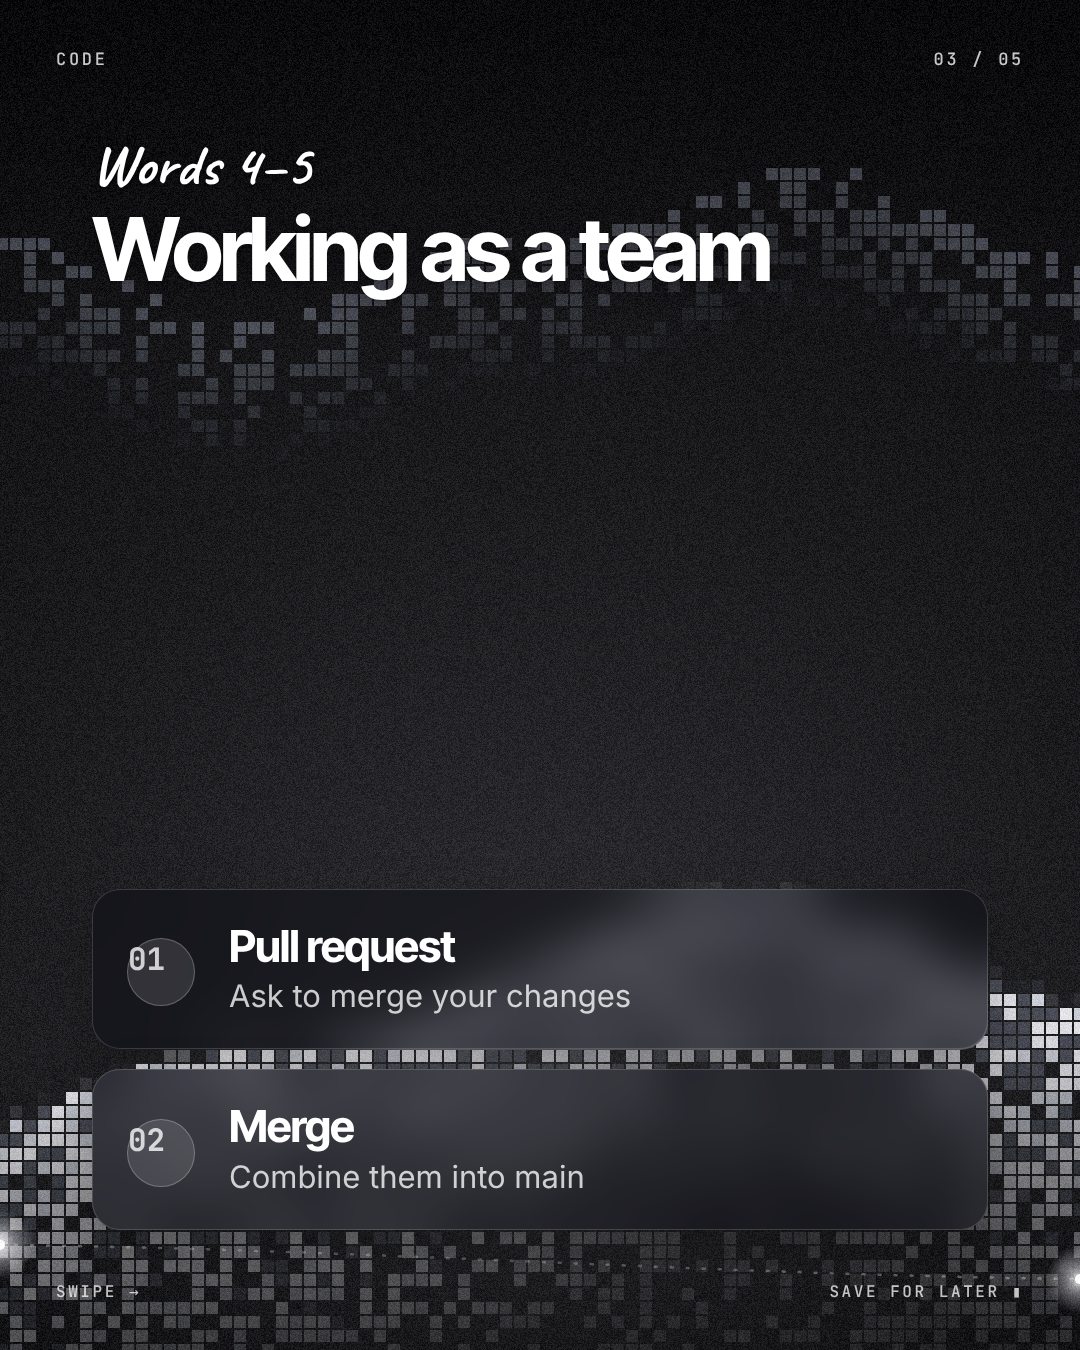 CODE
03 / 05
Words 4–5
Working as a team
01
Pull request
Ask to merge your changes
02
Merge
Combine them into main
SWIPE →
SAVE FOR LATER ▮